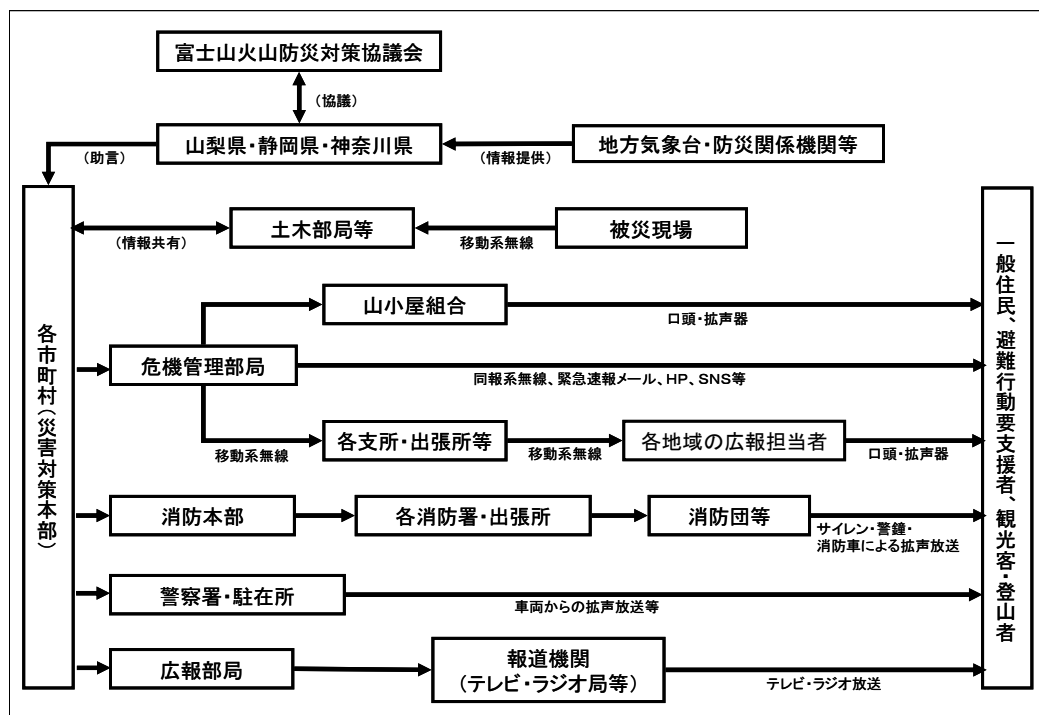 富士山火山防災対策協議会
（協議）
山梨県・静岡県・神奈川県
地方気象台・防災関係機関等
（助言）
（情報提供）
各市町村（災害対策本部）
土木部局等
被災現場
（情報共有）
移動系無線
山小屋組合
口頭・拡声器
危機管理部局
同報系無線、緊急速報メール、HP、SNS等
各支所・出張所等
各地域の広報担当者
移動系無線
移動系無線
口頭・拡声器
消防本部
各消防署・出張所
消防団等
サイレン・警鐘・
消防車による拡声放送
警察署・駐在所
車両からの拡声放送等
広報部局
報道機関
（テレビ・ラジオ局等）
テレビ・ラジオ放送
一般住民、避難行動要支援者、観光客・登山者